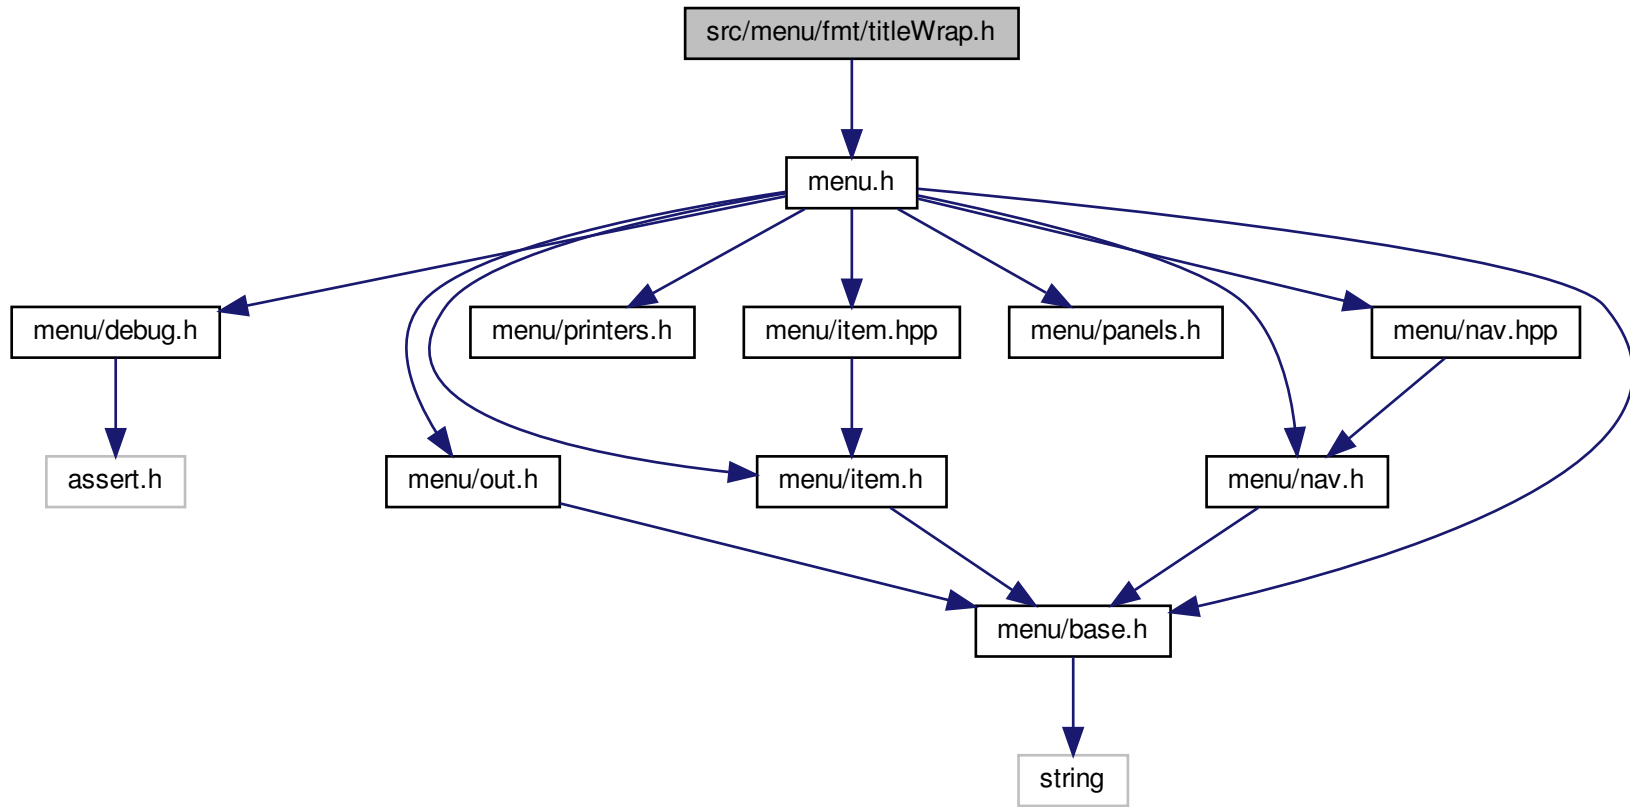 src/menu/fmt/titleWrap.h
menu.h
menu/debug.h
menu/printers.h
menu/item.hpp
menu/panels.h
menu/nav.hpp
assert.h
menu/out.h
menu/item.h
menu/nav.h
menu/base.h
string